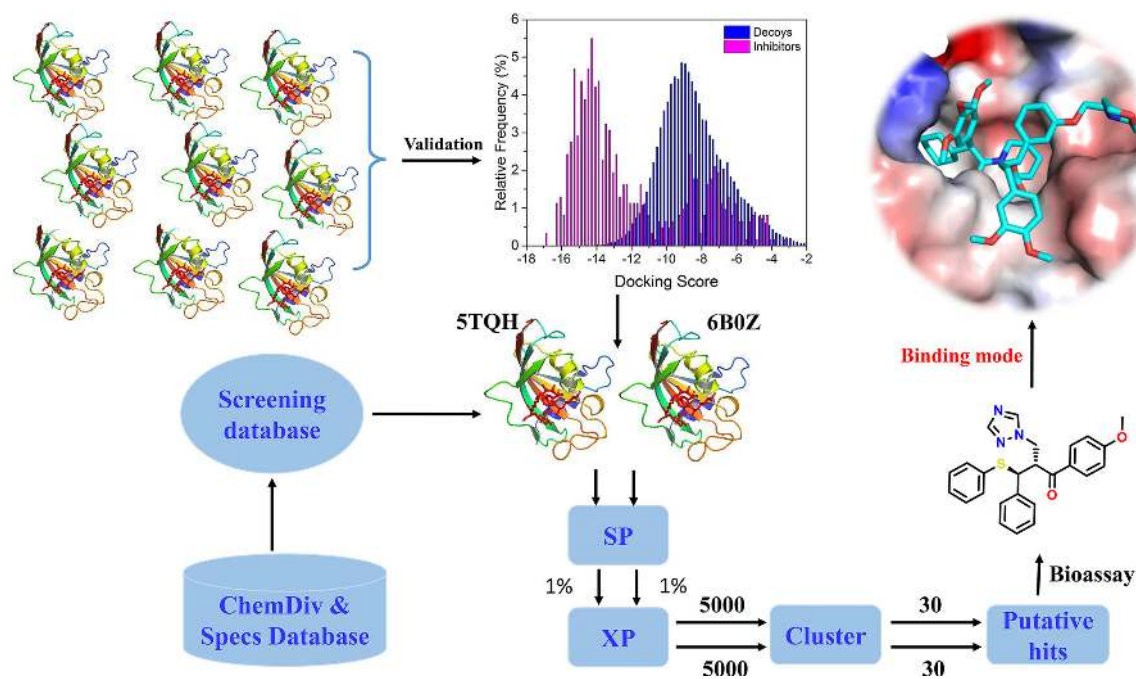 Validation
Relative Frequency (%)
6
5
4
3
2
1
0
-18
-16
-14
-12
-10
-8
-6
-4
-2
Docking Score
Decoys
Inhibitors
5TQH
6B0Z
Screening
database
ChemDiv &
Specs Database
SP
1%
1%
XP
5000
5000
Cluster
30
30
Putative
hits
Bioassay
Binding mode
N
N
N
S
O
O